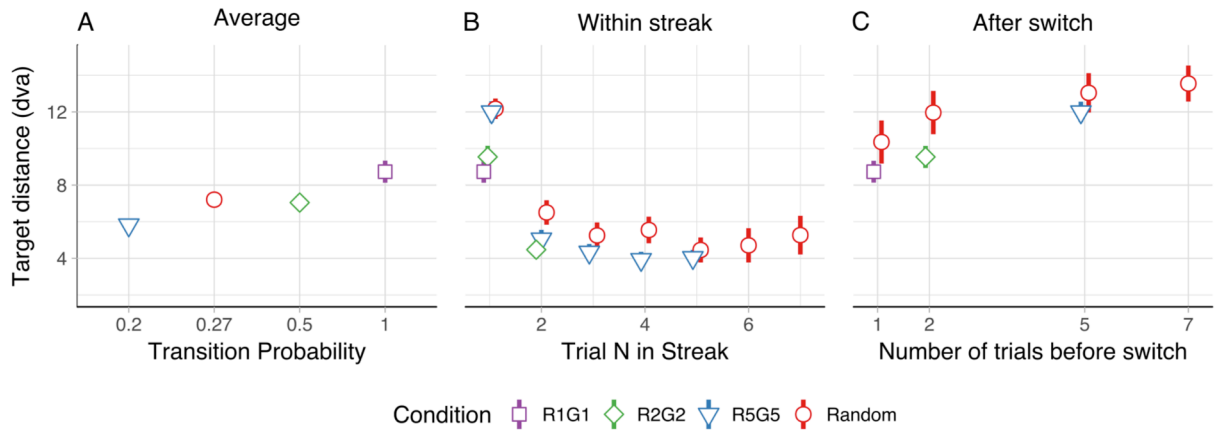 A Average B Within streak C After switch
Target distance (dva)
12
8
4
0.2 0.27 0.5 1
2 4 6
1 2 5 7
Transition Probability Trial N in Streak Number of trials before switch
Condition R1G1 R2G2 R5G5 Random